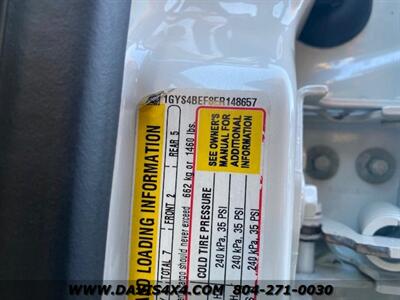 1GYS4BEF8ER148657
LOADING INFORMATION
TOTAL 7 FRONT 2 REAR 5
should never exceed 662 kg or 1460 lbs.
SEE OWNER'S
MANUAL FOR
ADDITIONAL
INFORMATION
COLD TIRE PRESSURE
240 kPa, 35 PSI
240 kPa, 35 PSI
240 kPa, 35 PSI
WWW.DAVIS4X4.COM 804-271-0030